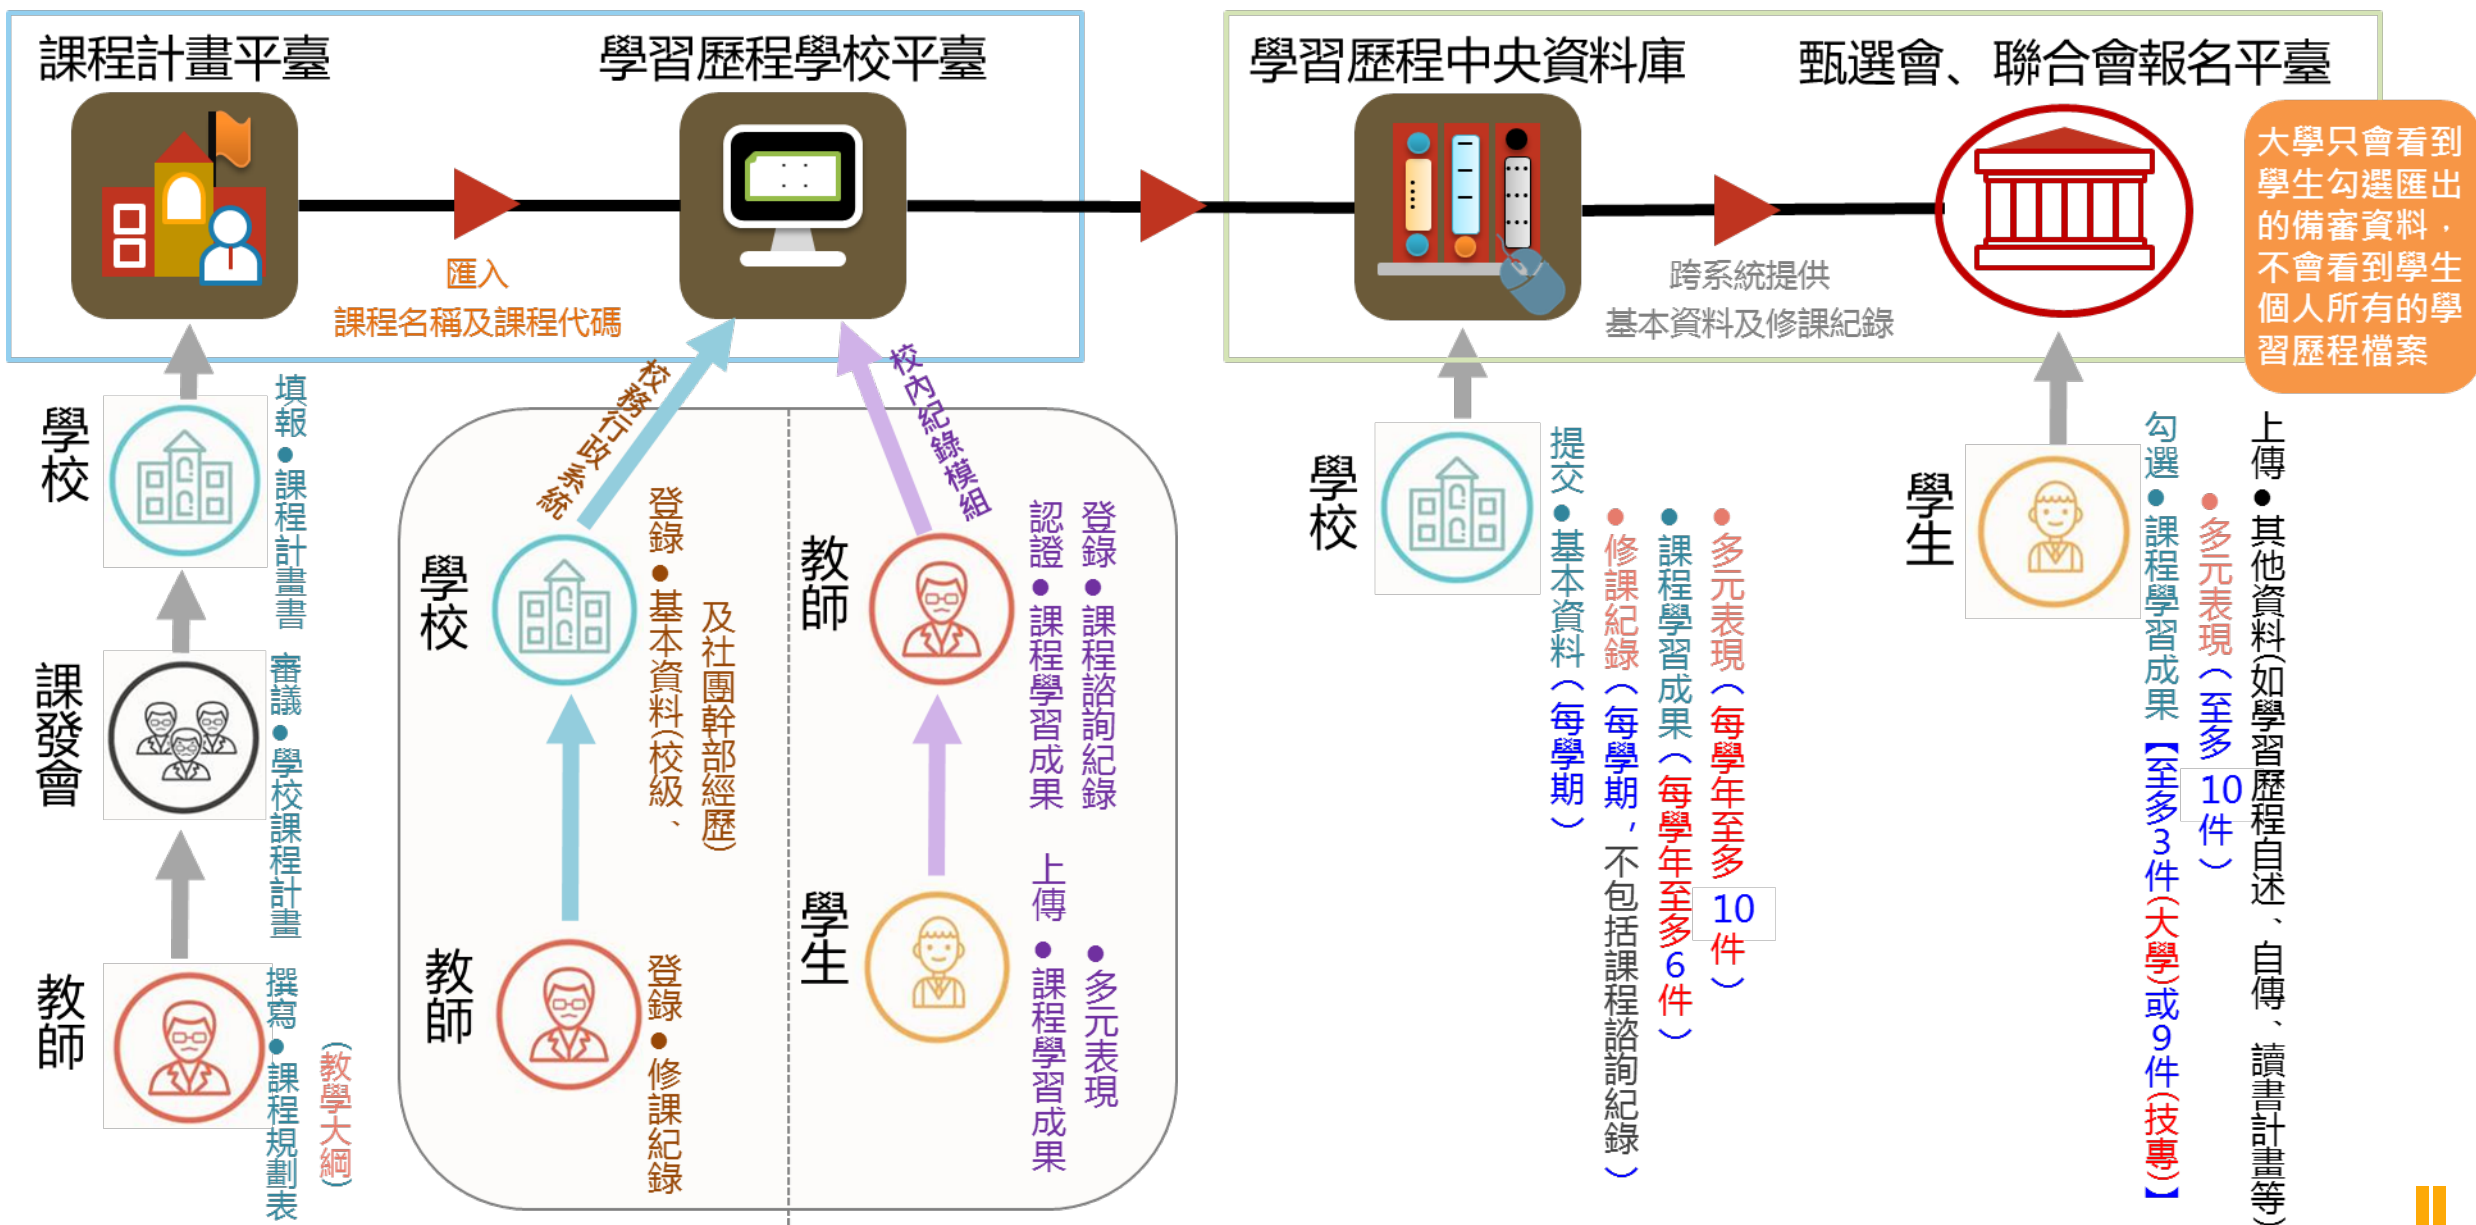 課程計畫平臺
學習歷程學校平臺
學習歷程中央資料庫
甄選會、聯合會報名平臺
匯入
課程名稱及課程代碼
跨系統提供
基本資料及修課紀錄
大學只會看到
學生勾選匯出
的備審資料，
不會看到學生
個人所有的學
習歷程檔案
學校
填報●課程計畫書
課發會
審議●學校課程計畫
教師
撰寫●課程規劃表
(教學大綱)
校務行政系統
校內紀錄模組
學校
登錄●基本資料(校級、
及社團幹部經歷)
教師
登錄●修課紀錄
教師
登錄●課程諮詢紀錄
認證●課程學習成果
學生
上傳●課程學習成果
●多元表現
學校
提交●基本資料(每學期)
●修課紀錄(每學期，不包括課程諮詢紀錄)
●課程學習成果(每學年至多6件)
●多元表現(每學年至多10件)
學生
勾選●課程學習成果【至多3件(大學)或9件(技專)】
●多元表現(至多10件)
上傳●其他資料(如學習歷程自述、自傳、讀書計畫等)